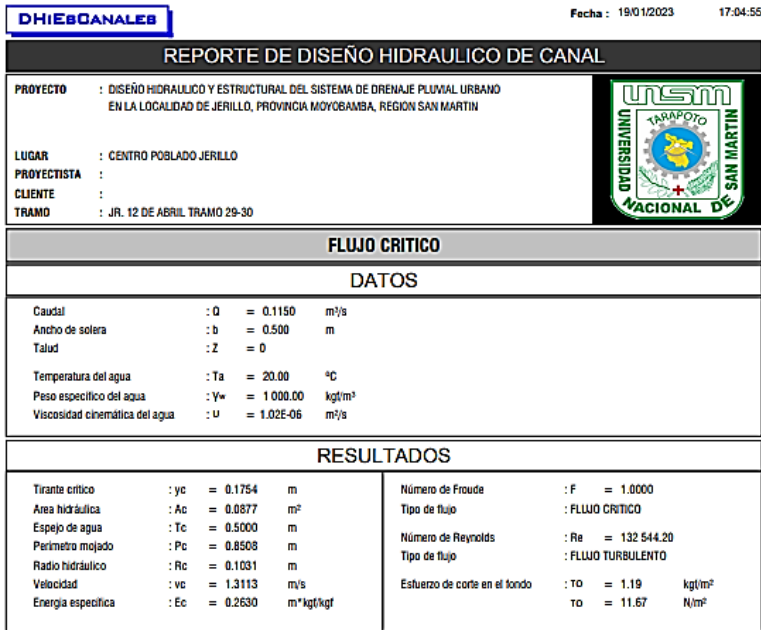 DHIEBCANALES
Fecha : 19/01/2023 17:04:55
REPORTE DE DISEÑO HIDRAULICO DE CANAL
PROYECTO : DISEÑO HIDRAULICO Y ESTRUCTURAL DEL SISTEMA DE DRENAJE PLUVIAL URBANO
EN LA LOCALIDAD DE JERILLO, PROVINCIA MOYOBAMBA, REGION SAN MARTIN
LUGAR : CENTRO POBLADO JERILLO
PROYECTISTA :
CLIENTE :
TRAMO : JR. 12 DE ABRIL TRAMO 29-30
unsm
TARAPOTO
UNIVERSIDAD
NACIONAL DE
SAN MARTIN
FLUJO CRITICO
DATOS
Caudal : Q = 0.1150 m³/s
Ancho de solera : b = 0.500 m
Talud : Z = 0
Temperatura del agua : Ta = 20.00 ºC
Peso específico del agua : γw = 1 000.00 kgf/m³
Viscosidad cinemática del agua : υ = 1.02E-06 m²/s
RESULTADOS
Tirante crítico : yc = 0.1754 m
Area hidráulica : Ac = 0.0877 m²
Espejo de agua : Tc = 0.5000 m
Perímetro mojado : Pc = 0.8508 m
Radio hidráulico : Rc = 0.1031 m
Velocidad : vc = 1.3113 m/s
Energía específica : Ec = 0.2630 m*kgf/kgf
Número de Froude : F = 1.0000
Tipo de flujo : FLUJO CRITICO
Número de Reynolds : Re = 132 544.20
Tipo de flujo : FLUJO TURBULENTO
Esfuerzo de corte en el fondo : TO = 1.19 kgf/m²
TO = 11.67 N/m²